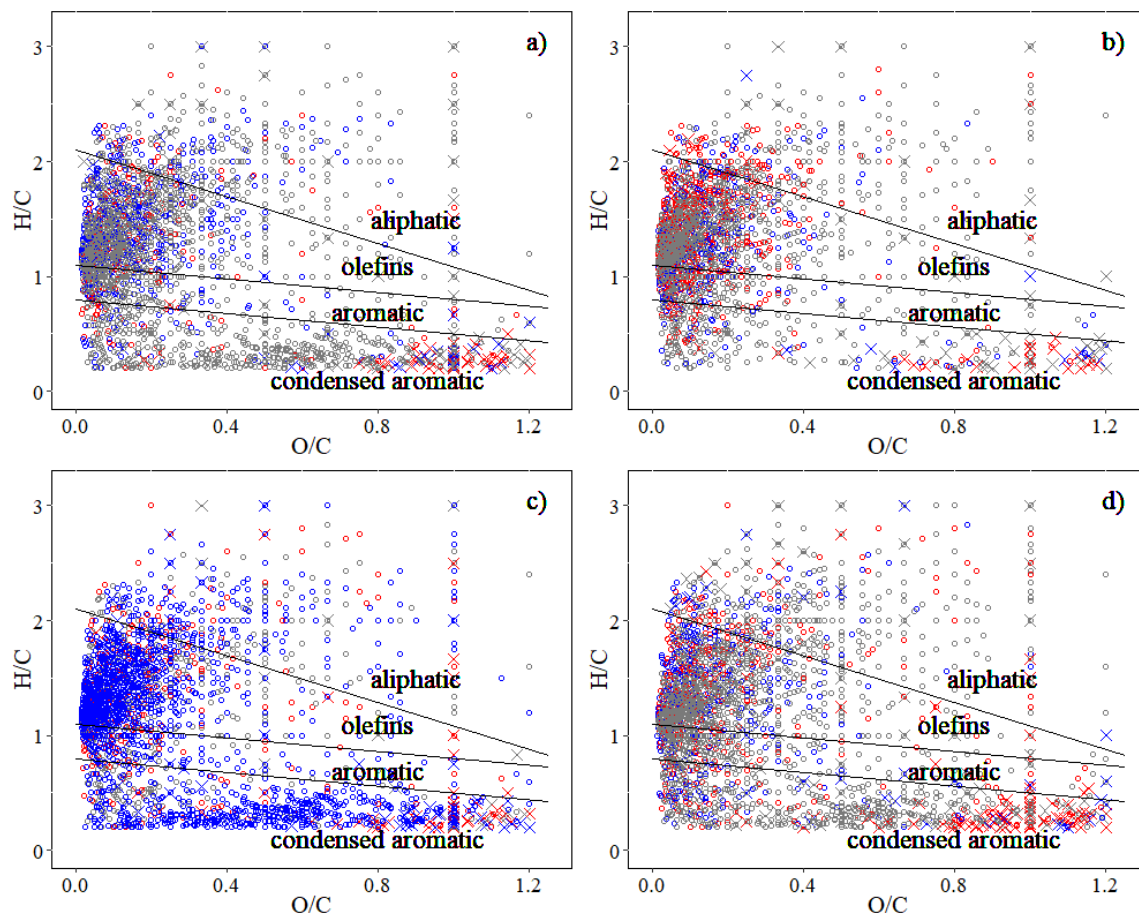 a)
3
2
1
0
H/C
aliphatic
olefins
aromatic
condensed aromatic
0.0 0.4 0.8 1.2
O/C
b)
3
2
1
0
H/C
aliphatic
olefins
aromatic
condensed aromatic
0.0 0.4 0.8 1.2
O/C
c)
3
2
1
0
H/C
aliphatic
olefins
aromatic
condensed aromatic
0.0 0.4 0.8 1.2
O/C
d)
3
2
1
0
H/C
aliphatic
olefins
aromatic
condensed aromatic
0.0 0.4 0.8 1.2
O/C